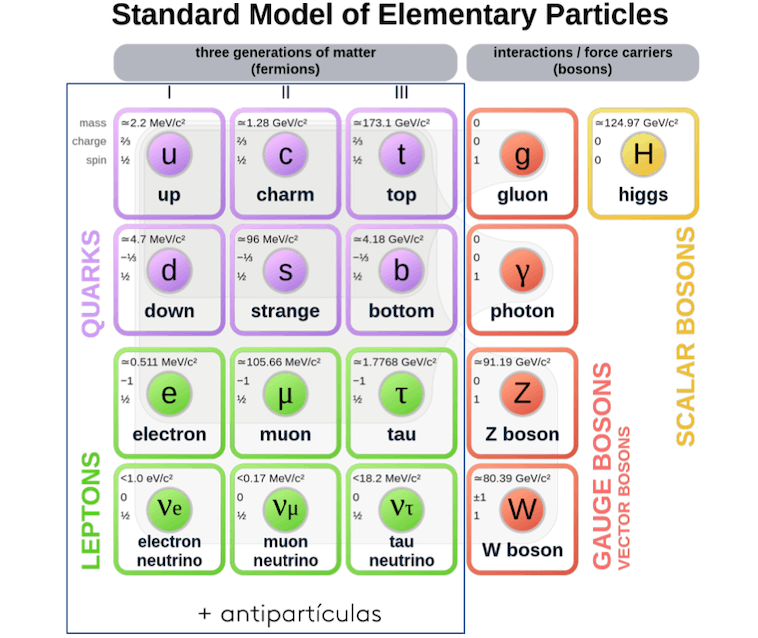 Standard Model of Elementary Particles
three generations of matter
(fermions)
interactions / force carriers
(bosons)
I
II
III
mass
charge
spin
≃2.2 MeV/c²
⅔
½
u
up
≃1.28 GeV/c²
⅔
½
c
charm
≃173.1 GeV/c²
⅔
½
t
top
0
0
1
g
gluon
≃124.97 GeV/c²
0
0
H
higgs
QUARKS
≃4.7 MeV/c²
−⅓
½
d
down
≃96 MeV/c²
−⅓
½
s
strange
≃4.18 GeV/c²
−⅓
½
b
bottom
0
0
1
γ
photon
SCALAR BOSONS
LEPTONS
≃0.511 MeV/c²
−1
½
e
electron
≃105.66 MeV/c²
−1
½
μ
muon
≃1.7768 GeV/c²
−1
½
τ
tau
≃91.19 GeV/c²
0
1
Z
Z boson
GAUGE BOSONS
VECTOR BOSONS
<1.0 eV/c²
0
½
νe
electron
neutrino
<0.17 MeV/c²
0
½
νμ
muon
neutrino
<18.2 MeV/c²
0
½
ντ
tau
neutrino
≃80.39 GeV/c²
±1
1
W
W boson
+ antipartículas